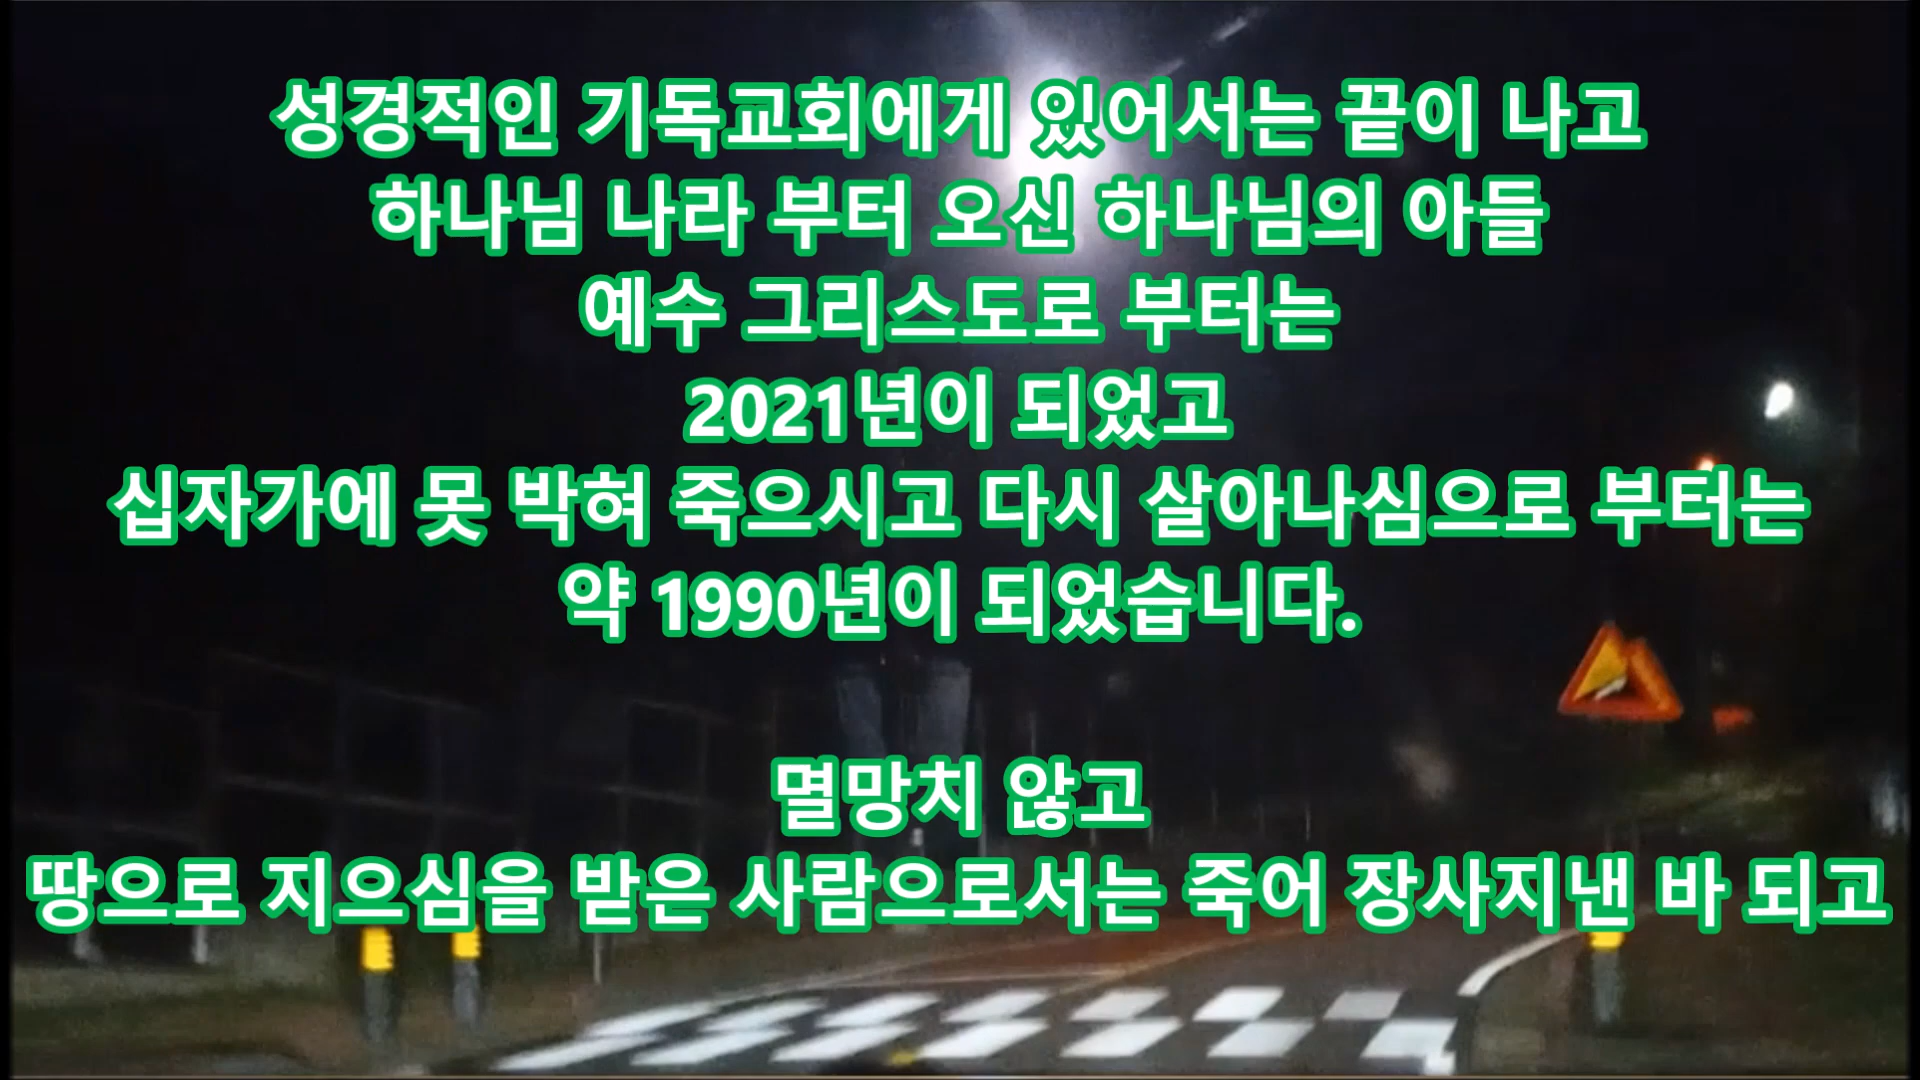 성경적인 기독교회에게 있어서는 끝이 나고
하나님 나라 부터 오신 하나님의 아들
예수 그리스도로 부터는
2021년이 되었고
십자가에 못 박혀 죽으시고 다시 살아나심으로 부터는
약 1990년이 되었습니다.
멸망치 않고
땅으로 지으심을 받은 사람으로서는 죽어 장사지낸 바 되고